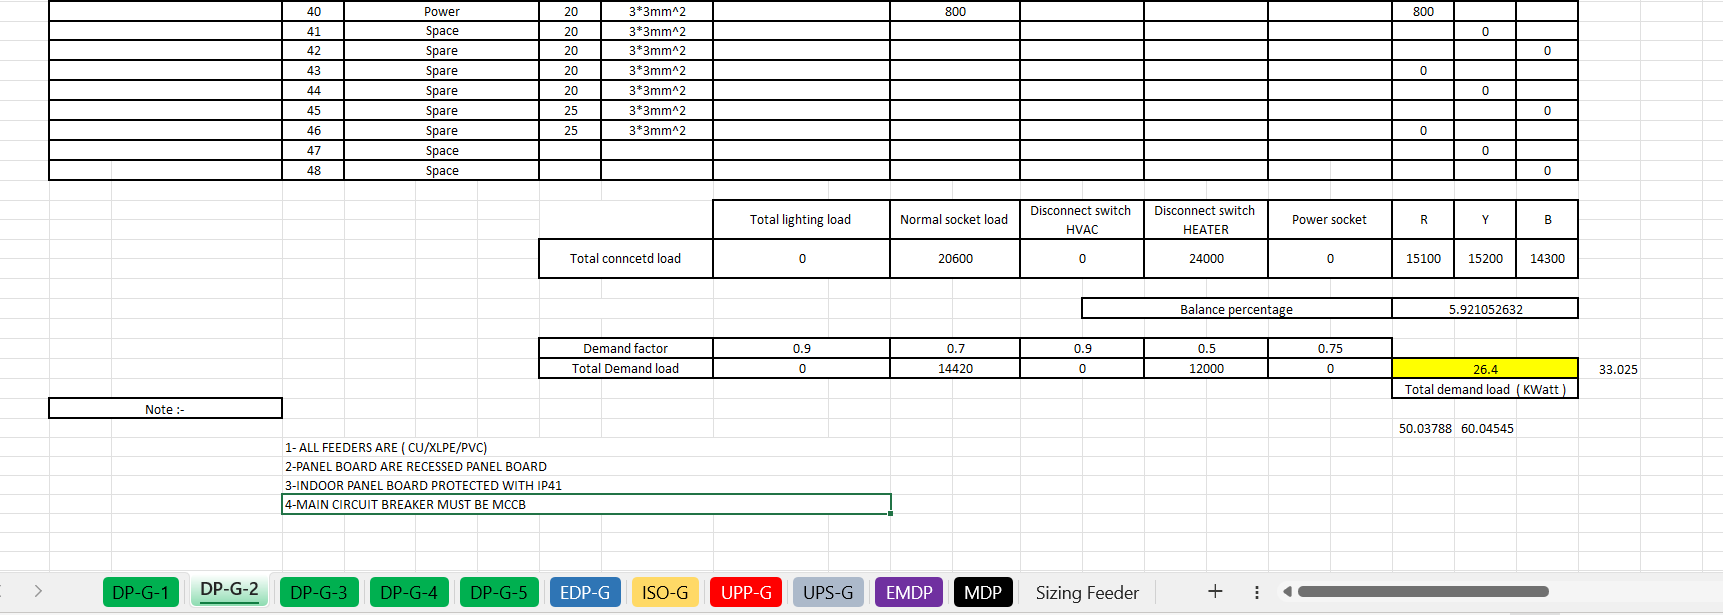 40 Power 20 3*3mm^2 800 800
41 Space 20 3*3mm^2 0
42 Spare 20 3*3mm^2 0
43 Spare 20 3*3mm^2 0
44 Spare 20 3*3mm^2 0
45 Spare 25 3*3mm^2 0
46 Spare 25 3*3mm^2 0
47 Space 0
48 Space 0
Total lighting load Normal socket load Disconnect switch HVAC Disconnect switch HEATER Power socket R Y B
Total conncetd load 0 20600 0 24000 0 15100 15200 14300
Balance percentage 5.921052632
Demand factor 0.9 0.7 0.9 0.5 0.75
Total Demand load 0 14420 0 12000 0 26.4 33.025
Total demand load ( KWatt )
Note :-
50.03788 60.04545
1- ALL FEEDERS ARE ( CU/XLPE/PVC)
2-PANEL BOARD ARE RECESSED PANEL BOARD
3-INDOOR PANEL BOARD PROTECTED WITH IP41
4-MAIN CIRCUIT BREAKER MUST BE MCCB
DP-G-1 DP-G-2 DP-G-3 DP-G-4 DP-G-5 EDP-G ISO-G UPP-G UPS-G EMDP MDP Sizing Feeder